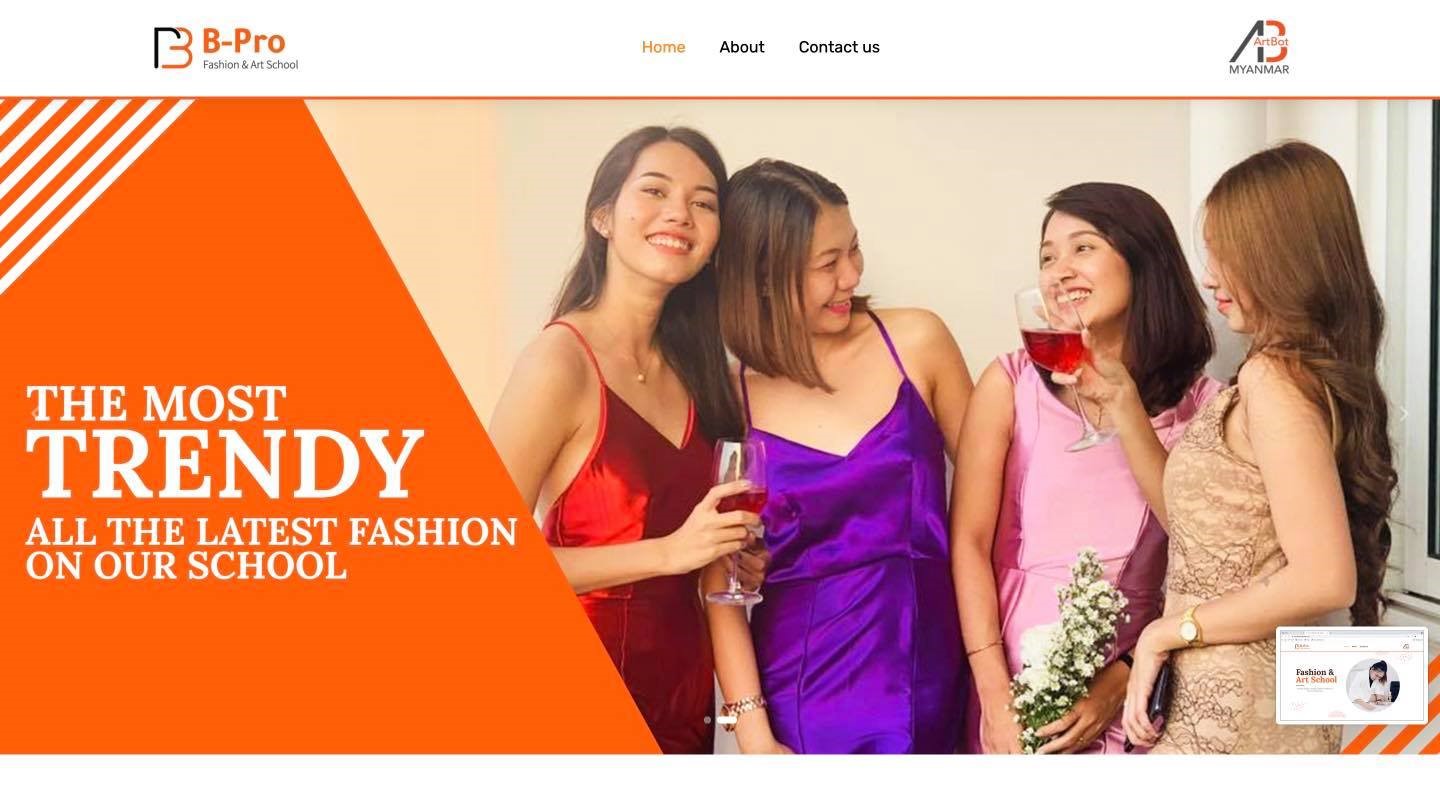 B-Pro
Fashion & Art School
Home
About
Contact us
ArtBot
MYANMAR
THE MOST
TRENDY
ALL THE LATEST FASHION
ON OUR SCHOOL
Fashion &
Art School